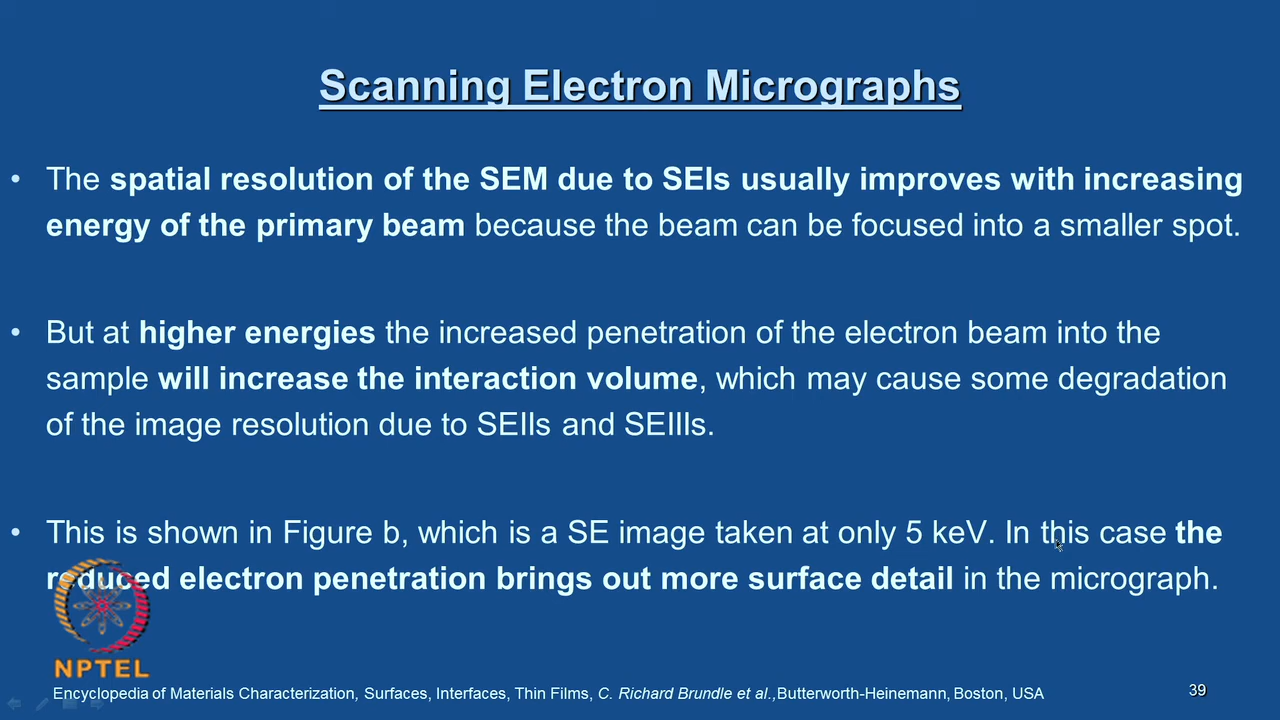 Scanning Electron Micrographs
• The spatial resolution of the SEM due to SEIs usually improves with increasing
energy of the primary beam because the beam can be focused into a smaller spot.
• But at higher energies the increased penetration of the electron beam into the
sample will increase the interaction volume, which may cause some degradation
of the image resolution due to SEIIs and SEIIIs.
• This is shown in Figure b, which is a SE image taken at only 5 keV. In this case the
reduced electron penetration brings out more surface detail in the micrograph.
NPTEL
Encyclopedia of Materials Characterization, Surfaces, Interfaces, Thin Films, C. Richard Brundle et al.,Butterworth-Heinemann, Boston, USA
39